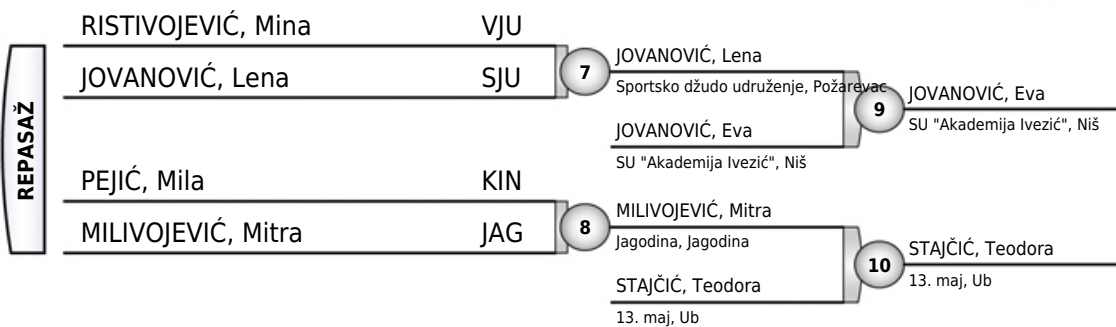 REPASAŽ
RISTIVOJEVIĆ, Mina VJU
JOVANOVIĆ, Lena SJU
7
JOVANOVIĆ, Lena
Sportsko džudo udruženje, Požarevac
JOVANOVIĆ, Eva
SU "Akademija Ivezić", Niš
9
JOVANOVIĆ, Eva
SU "Akademija Ivezić", Niš
PEJIĆ, Mila KIN
MILIVOJEVIĆ, Mitra JAG
8
MILIVOJEVIĆ, Mitra
Jagodina, Jagodina
STAJČIĆ, Teodora
13. maj, Ub
10
STAJČIĆ, Teodora
13. maj, Ub